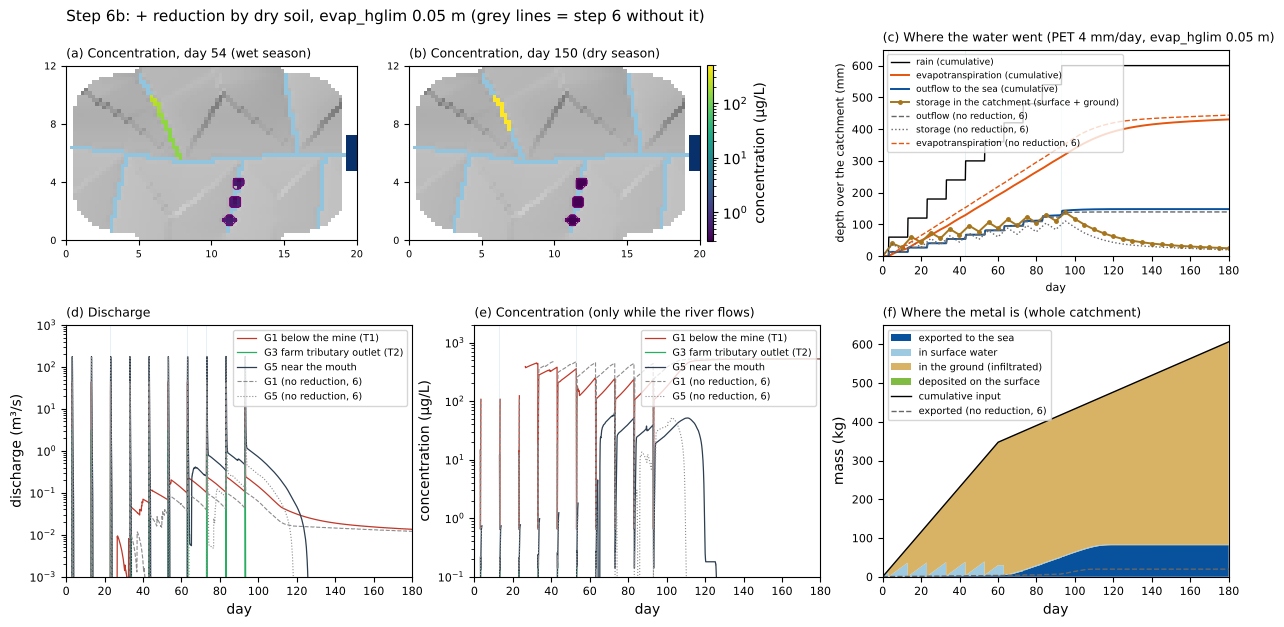 Step 6b: + reduction by dry soil, evap_hglim 0.05 m (grey lines = step 6 without it)
(a) Concentration, day 54 (wet season)
12
8
4
0
0
5
10
15
20
(b) Concentration, day 150 (dry season)
12
8
4
0
0
5
10
15
20
10²
10¹
10⁰
concentration (µg/L)
(c) Where the water went (PET 4 mm/day, evap_hglim 0.05 m)
rain (cumulative)
evapotranspiration (cumulative)
outflow to the sea (cumulative)
storage in the catchment (surface + ground)
outflow (no reduction, 6)
storage (no reduction, 6)
evapotranspiration (no reduction, 6)
depth over the catchment (mm)
600
500
400
300
200
100
0
0
20
40
60
80
100
120
140
160
180
day
(d) Discharge
G1 below the mine (T1)
G3 farm tributary outlet (T2)
G5 near the mouth
G1 (no reduction, 6)
G5 (no reduction, 6)
discharge (m³/s)
10³
10²
10¹
10⁰
10⁻¹
10⁻²
10⁻³
0
20
40
60
80
100
120
140
160
180
day
(e) Concentration (only while the river flows)
G1 below the mine (T1)
G3 farm tributary outlet (T2)
G5 near the mouth
G1 (no reduction, 6)
G5 (no reduction, 6)
concentration (µg/L)
10³
10²
10¹
10⁰
10⁻¹
0
20
40
60
80
100
120
140
160
180
day
(f) Where the metal is (whole catchment)
exported to the sea
in surface water
in the ground (infiltrated)
deposited on the surface
cumulative input
exported (no reduction, 6)
mass (kg)
600
500
400
300
200
100
0
0
20
40
60
80
100
120
140
160
180
day